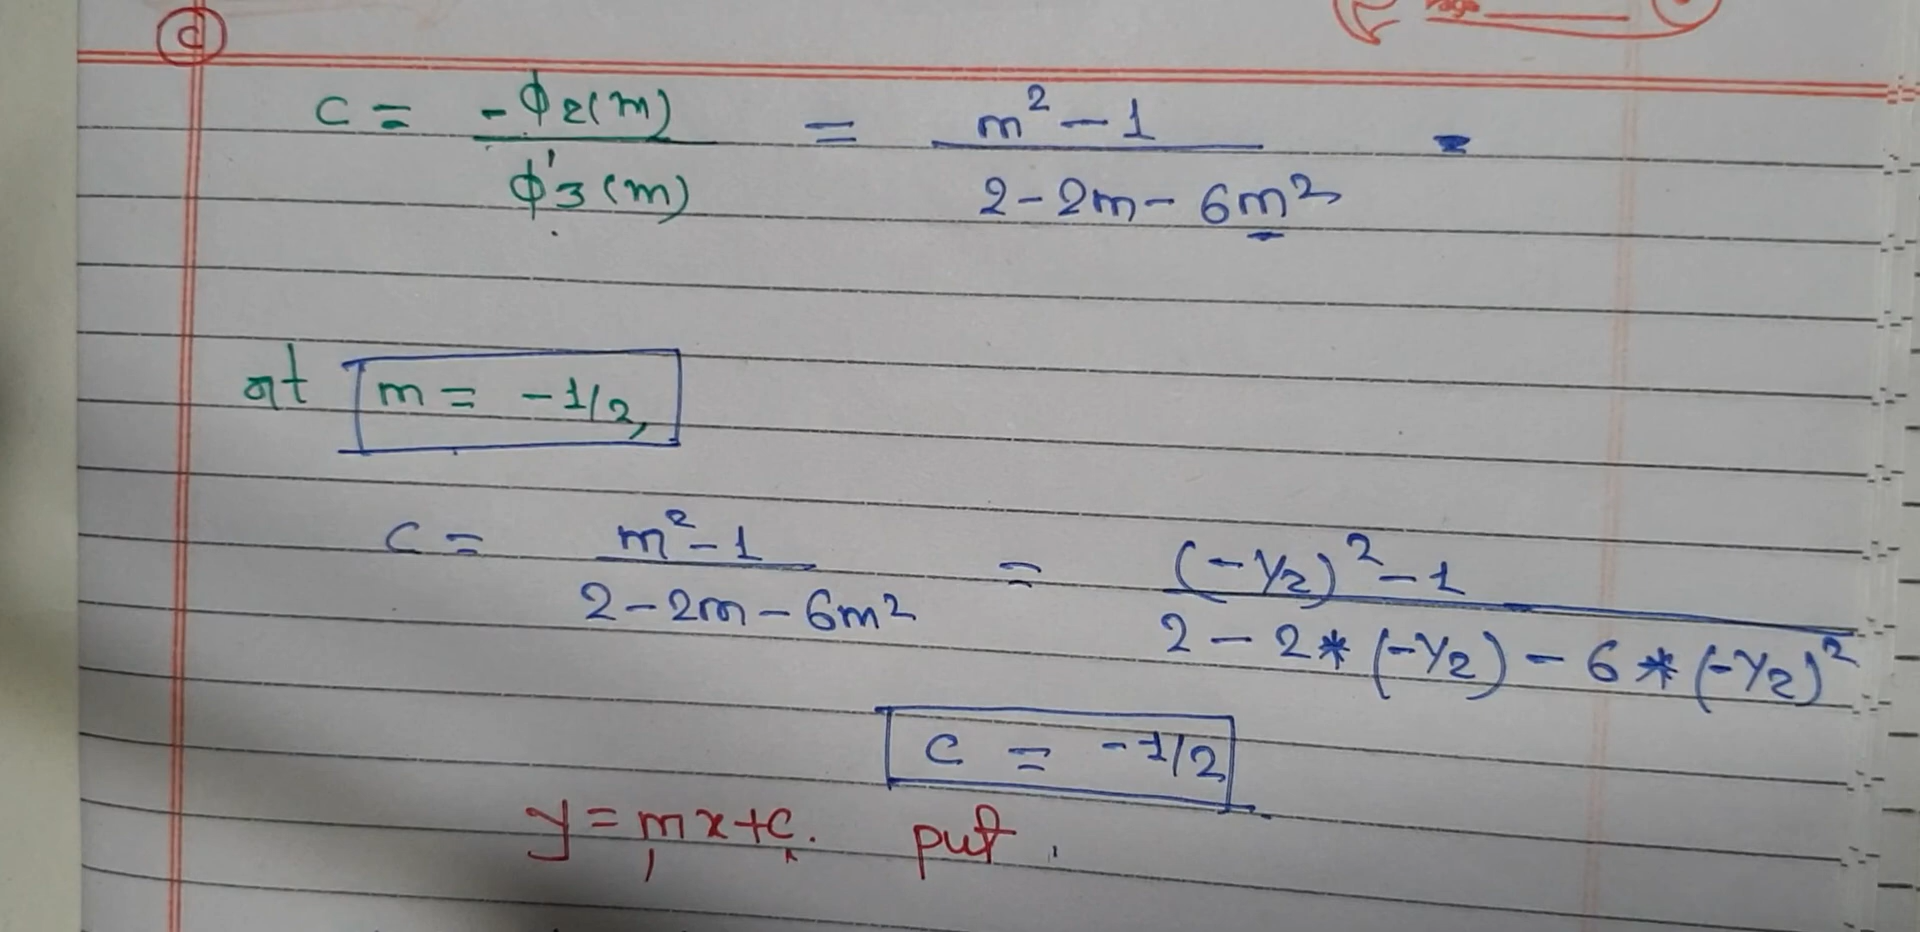 d
Page
c = -φ2(m) / φ'3(m) = m² - 1 / 2 - 2m - 6m² =
at m = -1/2,
c = m² - 1 / 2 - 2m - 6m² = (-1/2)² - 1 / 2 - 2 * (-1/2) - 6 * (-1/2)²
c = -1/2
y = mx + c. put